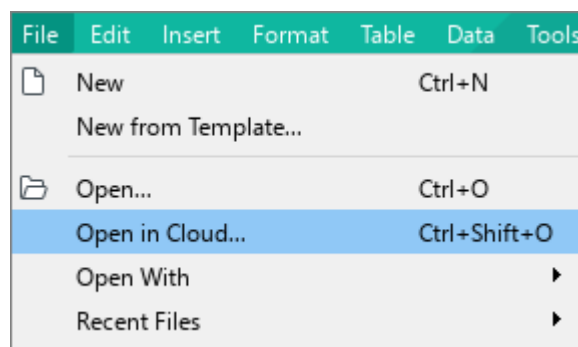 File Edit Insert Format Table Data Tools
New Ctrl+N
New from Template...
Open... Ctrl+O
Open in Cloud... Ctrl+Shift+O
Open With
Recent Files